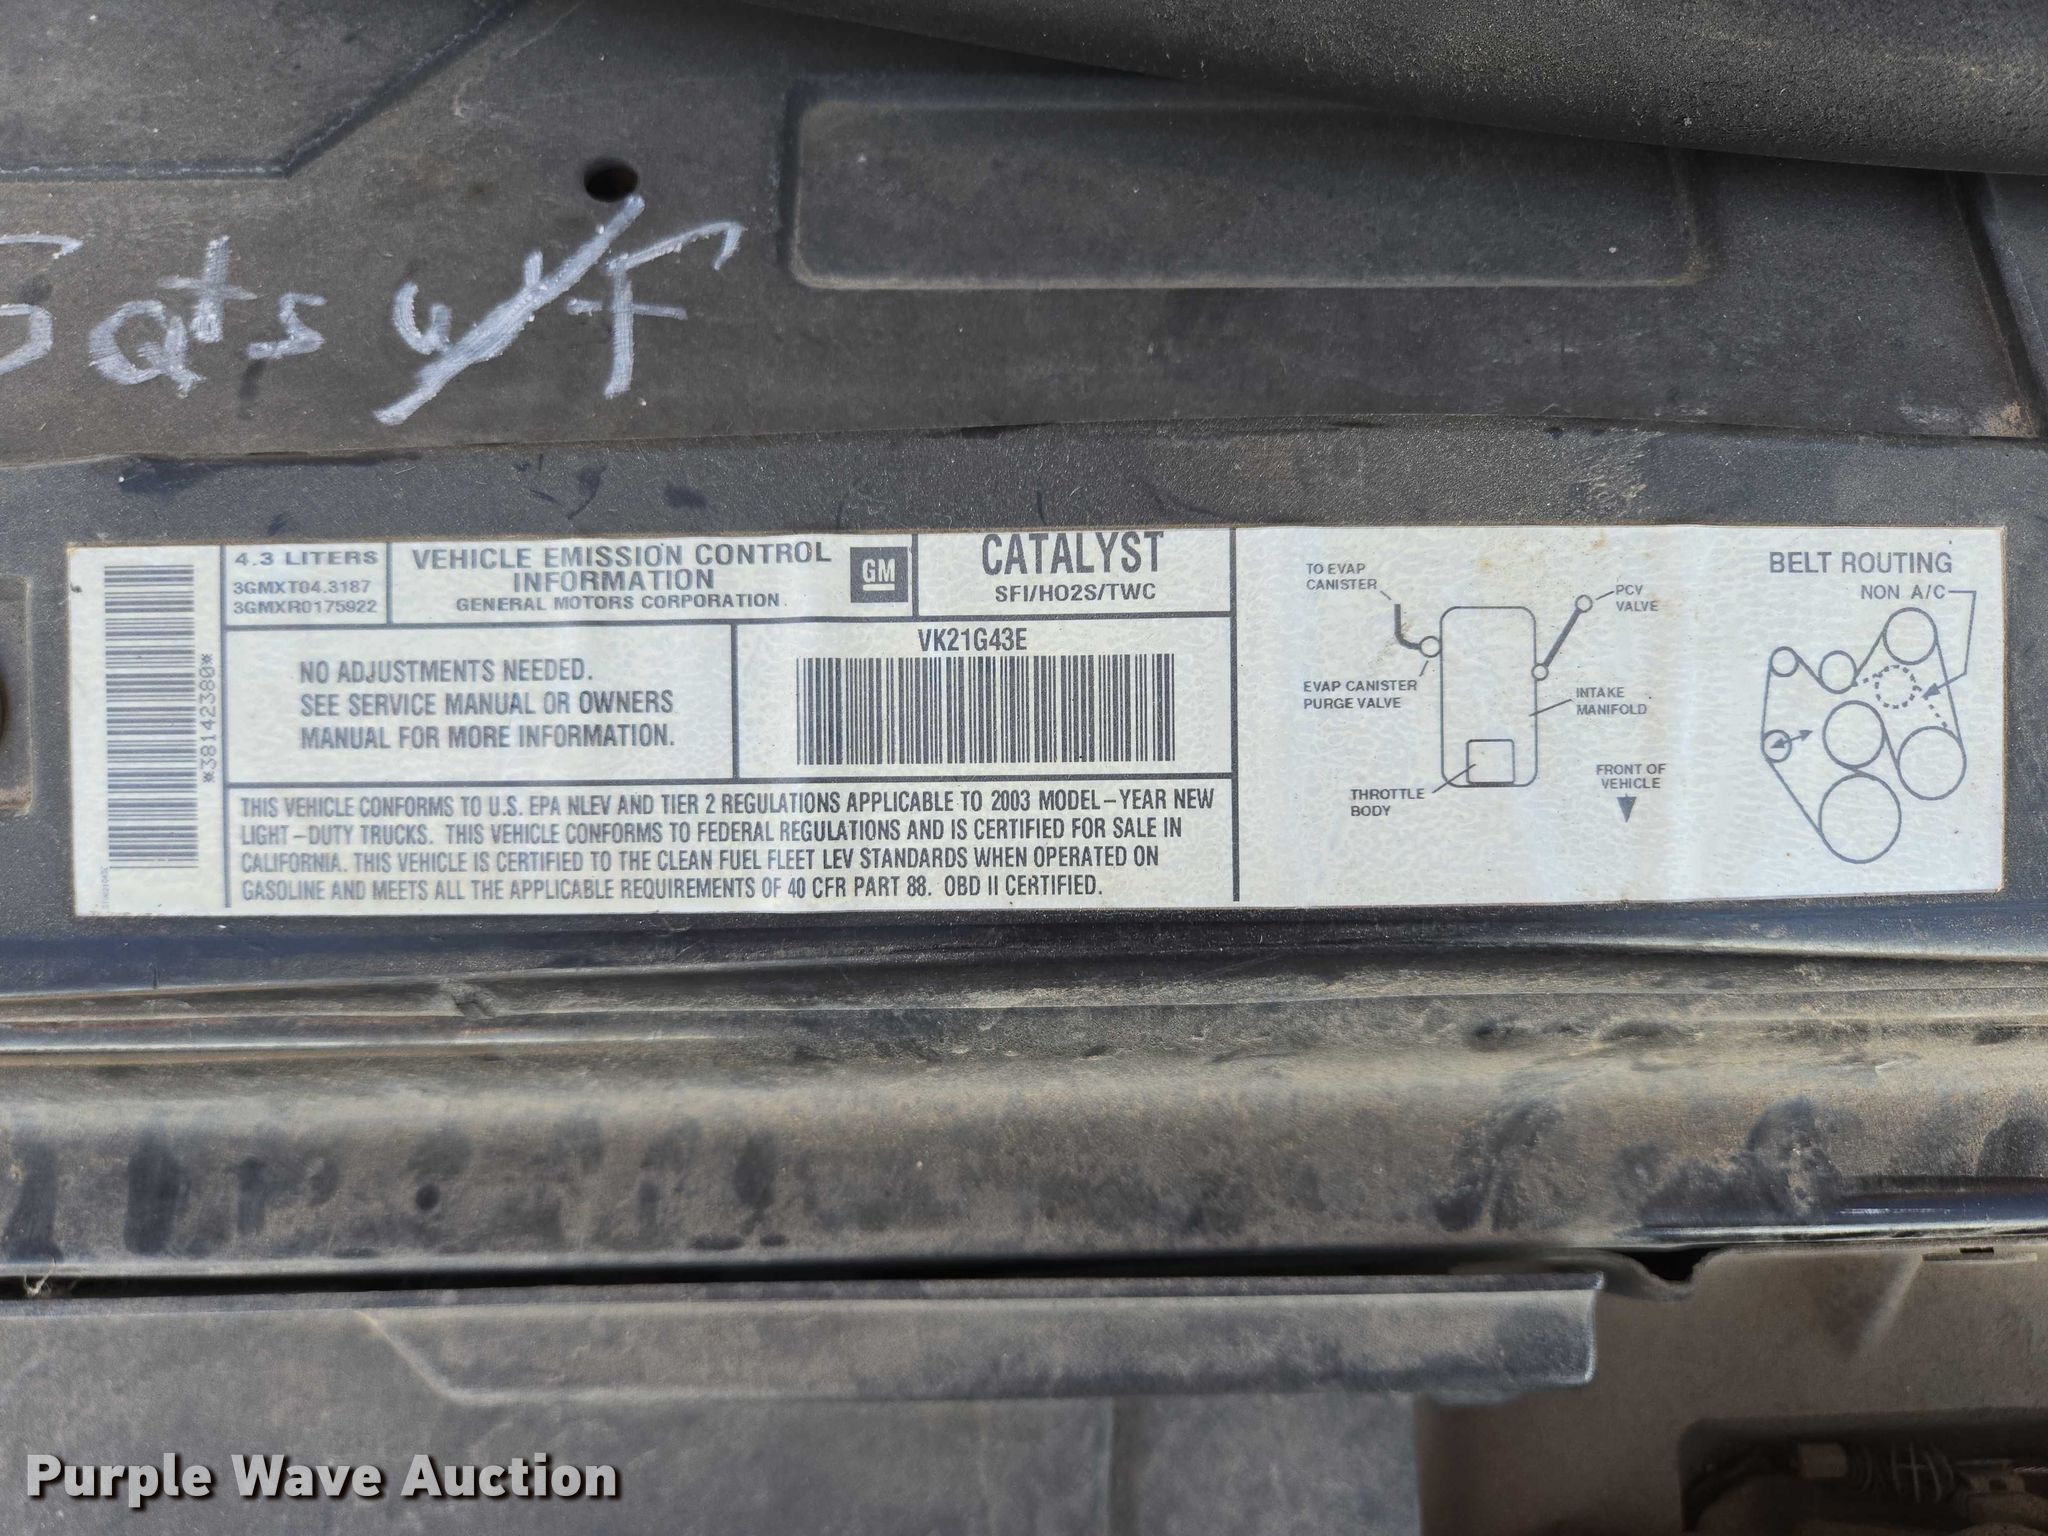 5 qts w/F
4.3 LITERS
3GMXT04.3187
3GMXR0175922
VEHICLE EMISSION CONTROL
INFORMATION
GENERAL MOTORS CORPORATION
GM
CATALYST
SFI/HO2S/TWC
*38142380*
NO ADJUSTMENTS NEEDED.
SEE SERVICE MANUAL OR OWNERS
MANUAL FOR MORE INFORMATION.
VK21G43E
THIS VEHICLE CONFORMS TO U.S. EPA NLEV AND TIER 2 REGULATIONS APPLICABLE TO 2003 MODEL-YEAR NEW
LIGHT-DUTY TRUCKS. THIS VEHICLE CONFORMS TO FEDERAL REGULATIONS AND IS CERTIFIED FOR SALE IN
CALIFORNIA. THIS VEHICLE IS CERTIFIED TO THE CLEAN FUEL FLEET LEV STANDARDS WHEN OPERATED ON
GASOLINE AND MEETS ALL THE APPLICABLE REQUIREMENTS OF 40 CFR PART 88. OBD II CERTIFIED.
TO EVAP
CANISTER
PCV
VALVE
EVAP CANISTER
PURGE VALVE
INTAKE
MANIFOLD
THROTTLE
BODY
FRONT OF
VEHICLE
BELT ROUTING
NON A/C
Purple Wave Auction